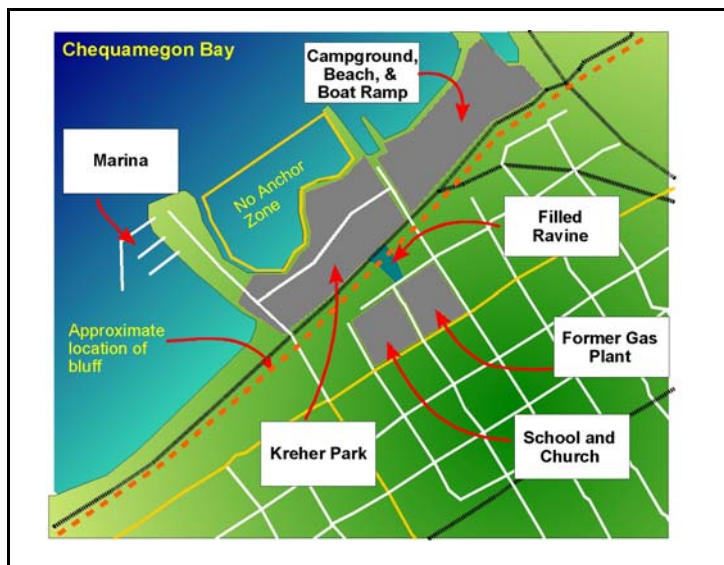 Chequamegon Bay
Campground,
Beach, &
Boat Ramp
Marina
No Anchor
Zone
Filled
Ravine
Approximate
location of
bluff
Former Gas
Plant
Kreher Park
School and
Church